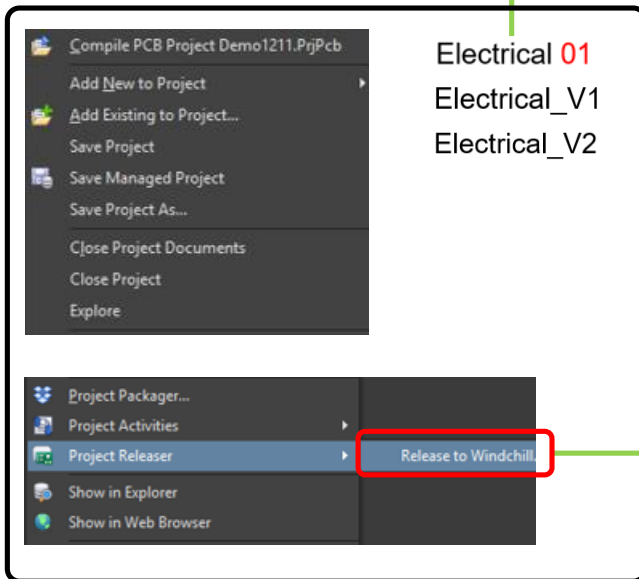 Compile PCB Project Demo1211.PrjPcb
Add New to Project
Add Existing to Project...
Save Project
Save Managed Project
Save Project As...
Close Project Documents
Close Project
Explore
Electrical 01
Electrical_V1
Electrical_V2
Project Packager...
Project Activities
Project Releaser
Release to Windchill.
Show in Explorer
Show in Web Browser